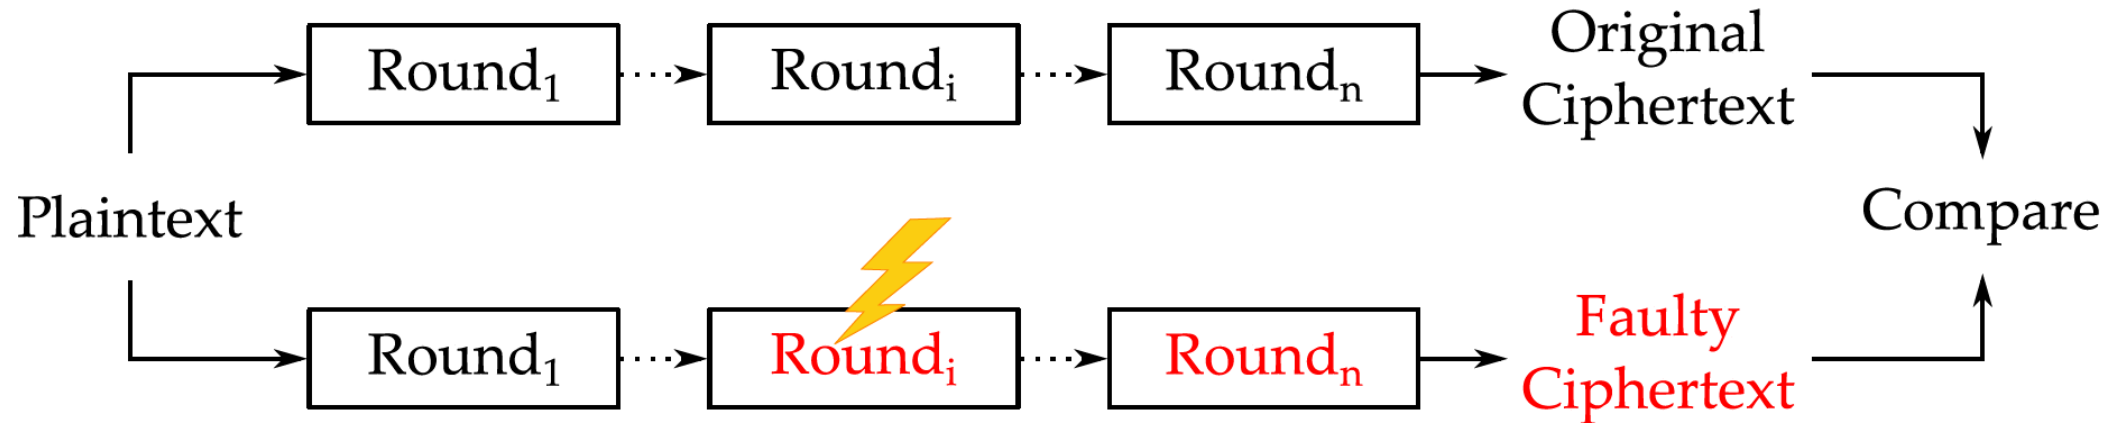 Plaintext
Round₁
Roundᵢ
Roundₙ
Original
Ciphertext
Round₁
Roundᵢ
Roundₙ
Faulty
Ciphertext
Compare